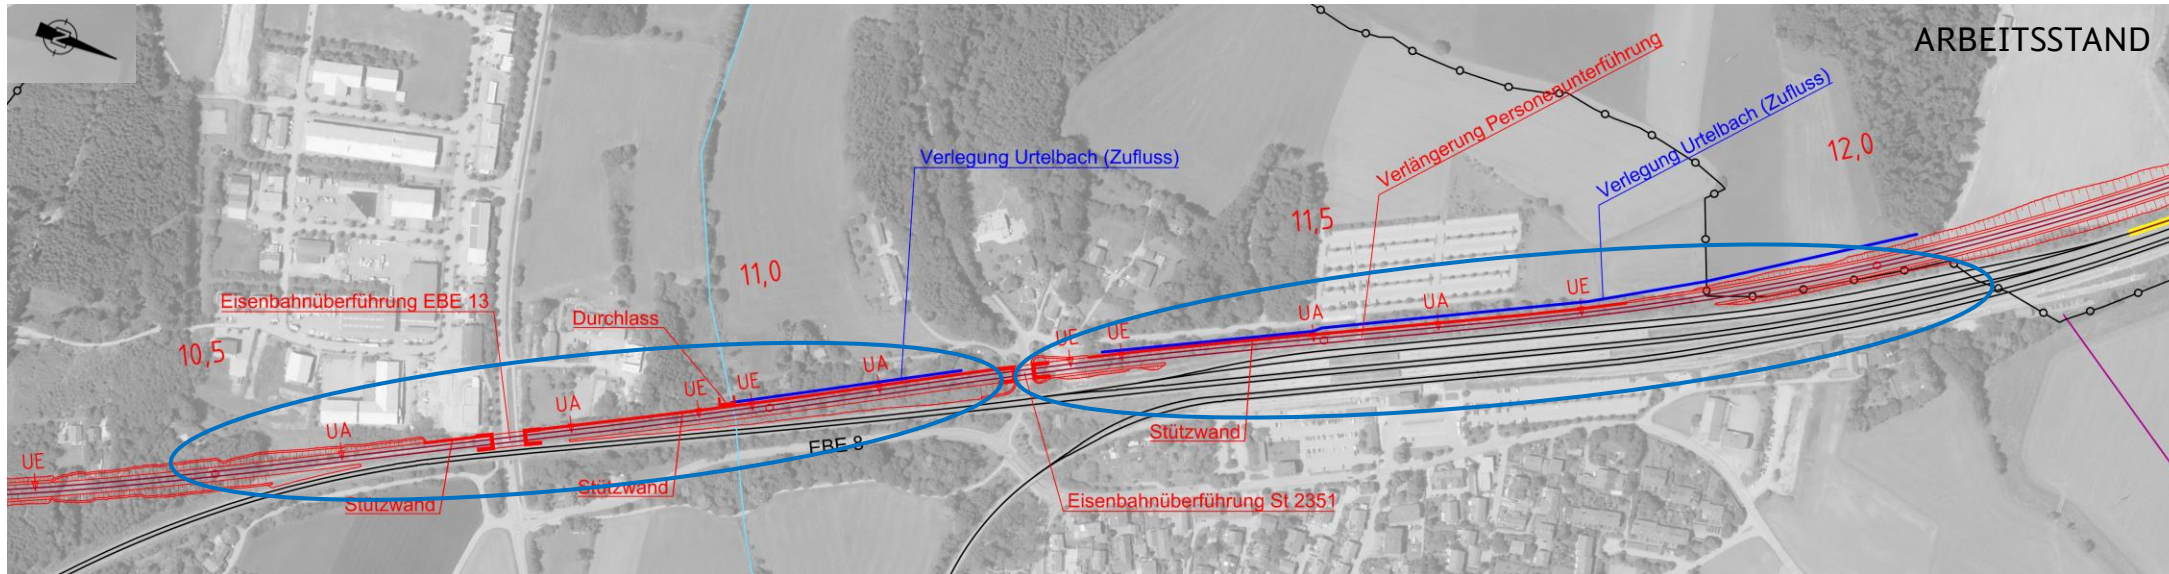 N
ARBEITSSTAND
Verlegung Urtelbach (Zufluss)
Verlängerung Personenunterführung
Verlegung Urtelbach (Zufluss)
12,0
11,5
11,0
10,5
Eisenbahnüberführung EBE 13
Durchlass
UE
UA
UA
UE
UE
UA
UE
UE
UA
UA
UE
EBE 8
Stützwand
Stützwand
Stützwand
Eisenbahnüberführung St 2351